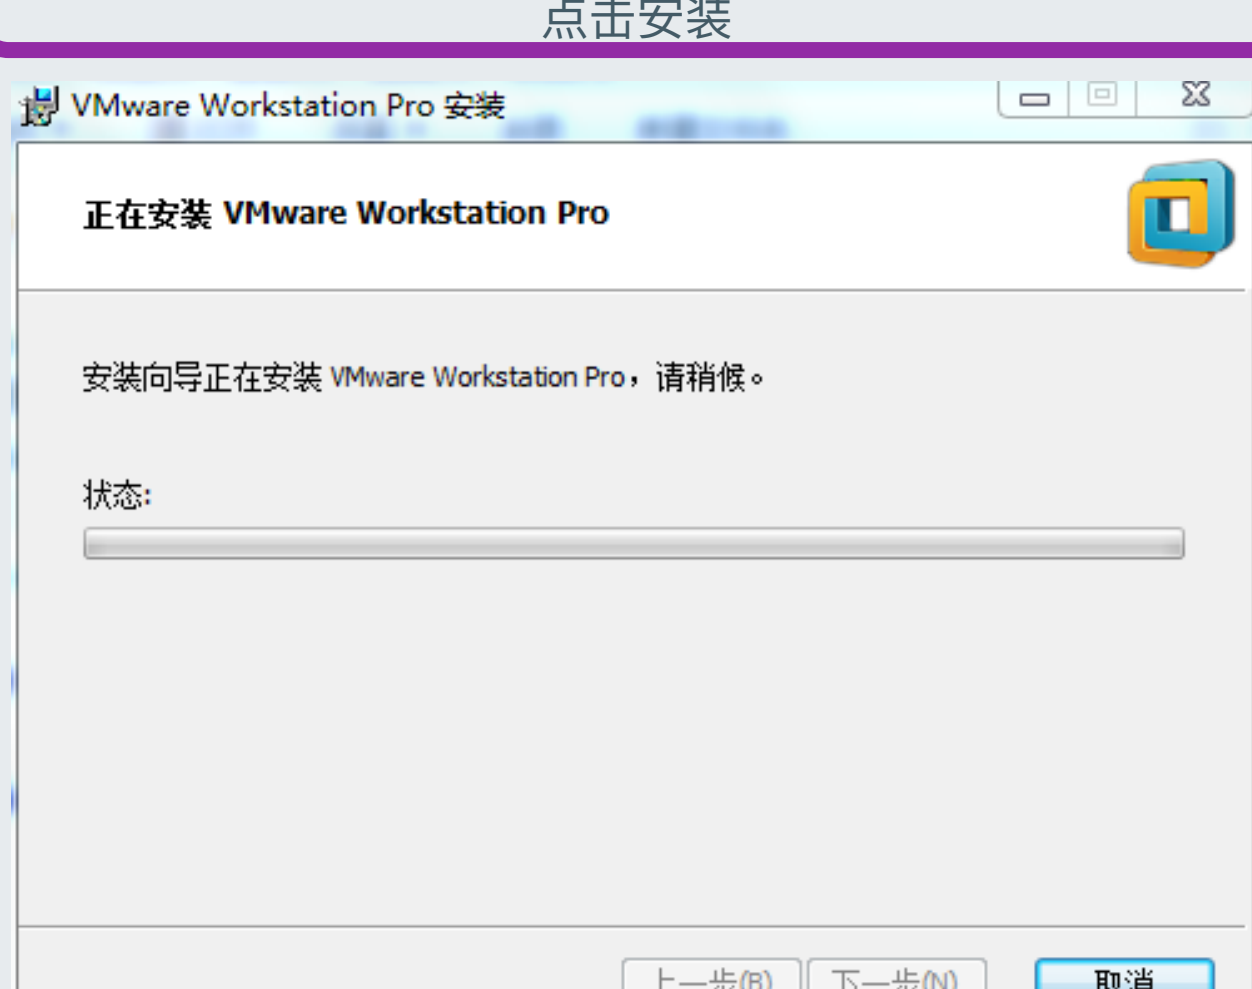 点击安装
VMware Workstation Pro 安装
正在安装 VMware Workstation Pro
安装向导正在安装 VMware Workstation Pro，请稍候。
状态:
上一步(B) 下一步(N) 取消